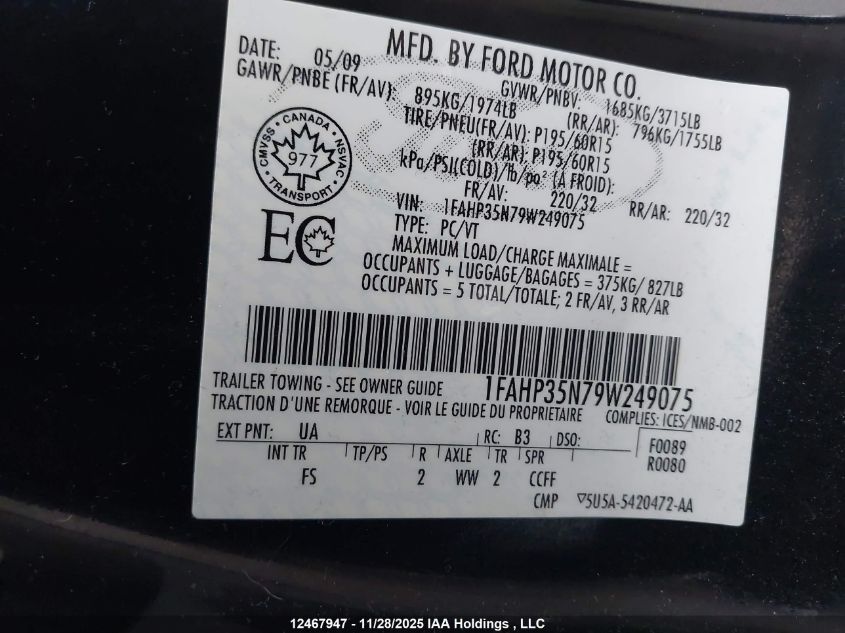 MFD. BY FORD MOTOR CO.
DATE: 05/09 GVWR/PNBV: 1685KG/3715LB
GAWR/PNBE (FR/AV): 895KG/1974LB (RR/AR): 796KG/1755LB
TIRE/PNEU(FR/AV): P195/60R15
(RR/AR): P195/60R15
kPa/PSI(COLD)/lb/po² (À FROID):
FR/AV: 220/32 RR/AR: 220/32
VIN: 1FAHP35N79W249075
TYPE: PC/VT
CMVSS • CANADA • NSVAC
977
• TRANSPORT •
EC
MAXIMUM LOAD/CHARGE MAXIMALE =
OCCUPANTS + LUGGAGE/BAGAGES = 375KG/ 827LB
OCCUPANTS = 5 TOTAL/TOTALE; 2 FR/AV, 3 RR/AR
TRAILER TOWING - SEE OWNER GUIDE 1FAHP35N79W249075
TRACTION D'UNE REMORQUE - VOIR LE GUIDE DU PROPRIETAIRE COMPLIES: ICES/NMB-002
EXT PNT: UA RC: B3 DSO: F0089
INT TR TP/PS R AXLE TR SPR R0080
FS 2 WW 2 CCFF
CMP ▽5U5A-5420472-AA
12467947 - 11/28/2025 IAA Holdings , LLC